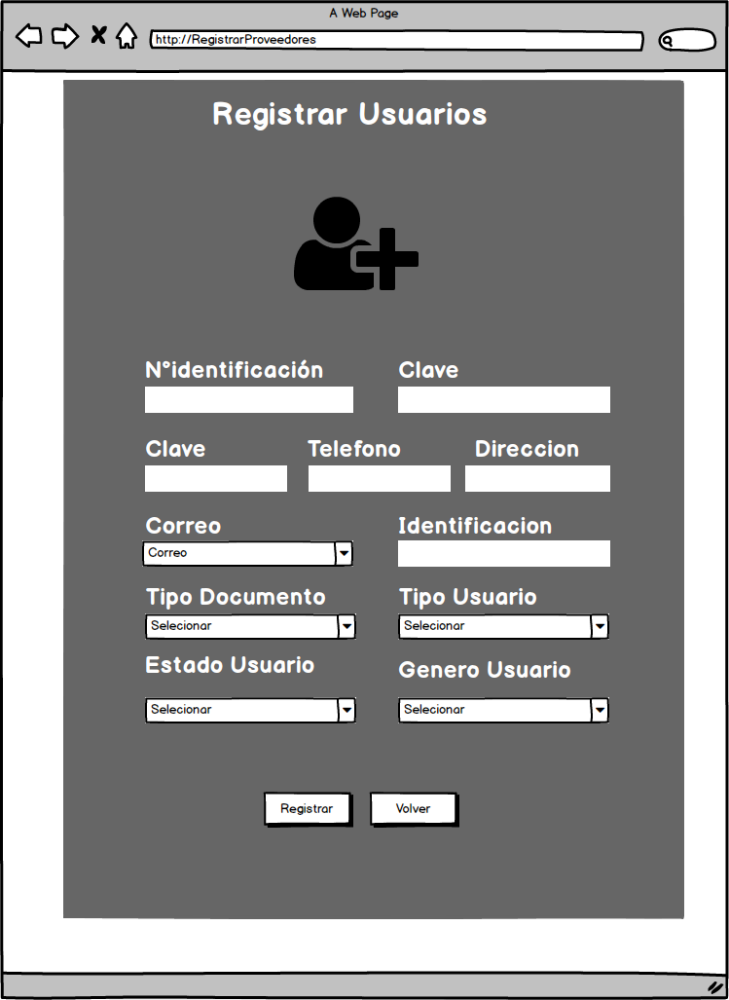 A Web Page
http://RegistrarProveedores
Registrar Usuarios
N°identificación Clave
Clave Telefono Direccion
Correo Identificacion
Correo
Tipo Documento Tipo Usuario
Selecionar Selecionar
Estado Usuario Genero Usuario
Selecionar Selecionar
Registrar Volver